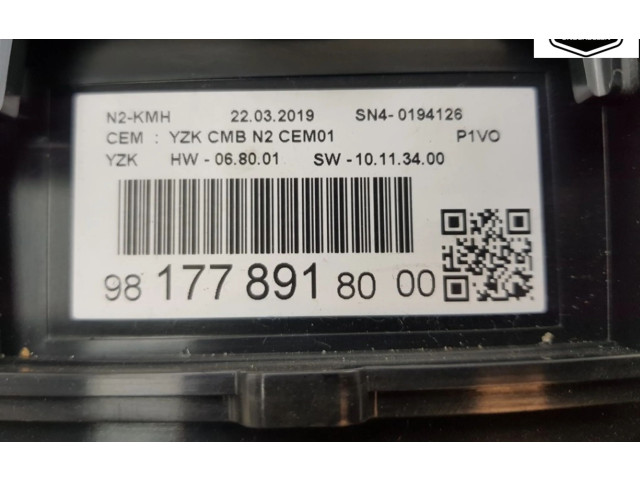 N2-KMH 22.03.2019 SN4- 0194126
CEM : YZK CMB N2 CEM01 P1VO
YZK HW - 06.80.01 SW - 10.11.34.00
98 177 891 80 00